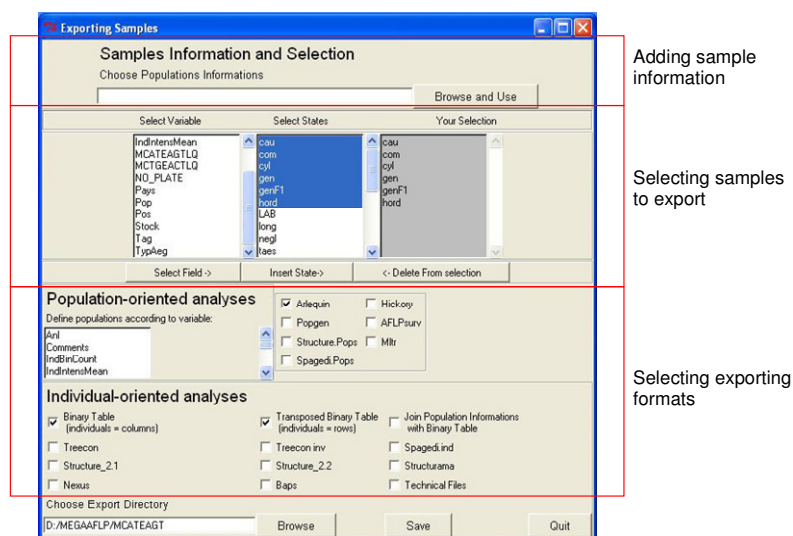 Exporting Samples
Samples Information and Selection
Choose Populations Informations
Browse and Use
Adding sample
information
Select Variable
Select States
Your Selection
IndIntensMean
MCATEAGTLQ
MCTGEACTLQ
NO_PLATE
Pays
Pop
Pos
Stock
Tag
TypAeg
cau
com
cyl
gen
genF1
hord
LAB
long
negl
taes
cau
com
cyl
gen
genF1
hord
Selecting samples
to export
Select Field ->
Insert State->
<- Delete From selection
Population-oriented analyses
Define populations according to variable:
Anl
Comments
IndBinCount
IndIntensMean
Arlequin
Hickory
Popgen
AFLPsurv
Structure.Pops
Mltr
Spagedi.Pops
Selecting exporting
formats
Individual-oriented analyses
Binary Table
(individuals = columns)
Transposed Binary Table
(individuals = rows)
Join Population Informations
with Binary Table
Treecon
Treecon inv
Spagedi.ind
Structure_2.1
Structure_2.2
Structurama
Nexus
Baps
Technical Files
Choose Export Directory
D:/MEGAAFLP/MCATEAGT
Browse
Save
Quit